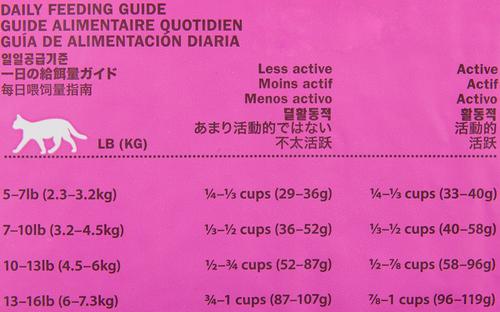 DAILY FEEDING GUIDE
GUIDE ALIMENTAIRE QUOTIDIEN
GUÍA DE ALIMENTACIÓN DIARIA
일일공급기준
一日の給餌量ガイド
每日喂饲量指南
LB (KG)
Less active
Moins actif
Menos activo
덜활동적
あまり活動的ではない
不太活跃
Active
Actif
Activo
활동적
活動的
活跃
5–7lb (2.3–3.2kg) ¼–⅓ cups (29–36g) ¼–⅓ cups (33–40g)
7–10lb (3.2–4.5kg) ⅓–½ cups (36–52g) ⅓–½ cups (40–58g)
10–13lb (4.5–6kg) ½–¾ cups (52–87g) ½–⅞ cups (58–96g)
13–16lb (6–7.3kg) ¾–1 cups (87–107g) ⅞–1 cups (96–119g)